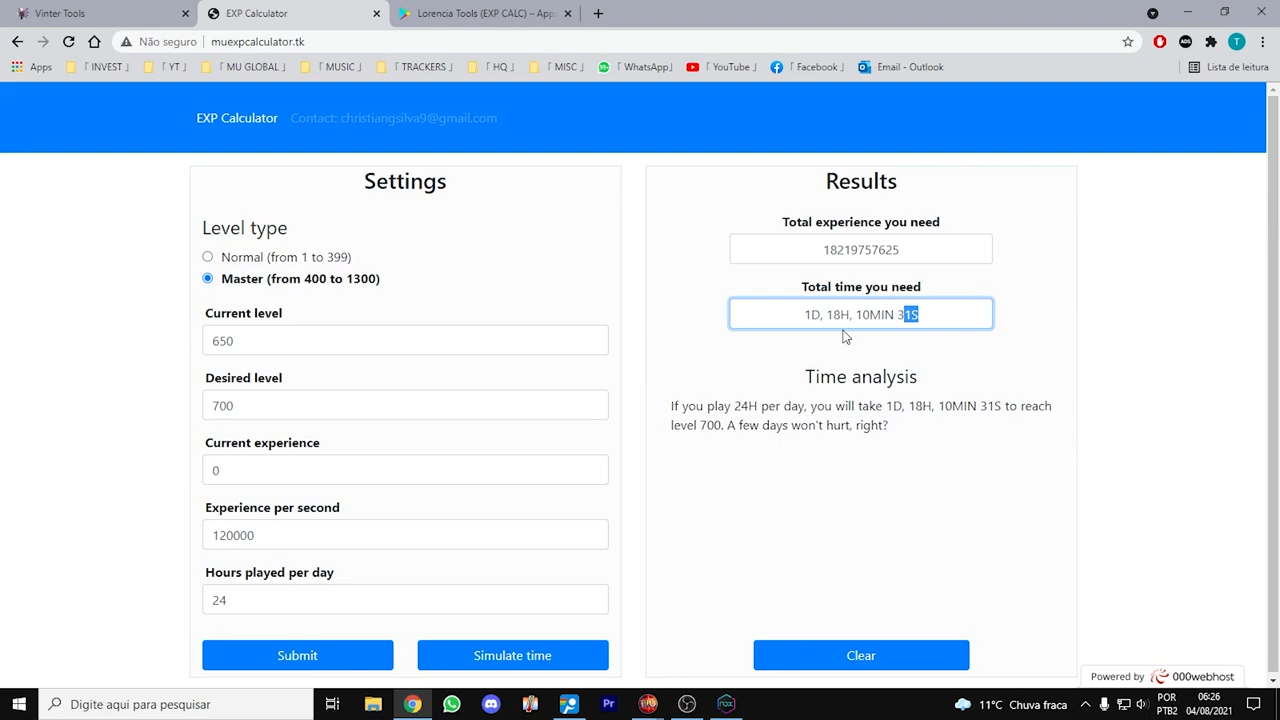 Vinter Tools
EXP Calculator
Lorencia Tools (EXP CALC) – App
Não seguro
muexpcalculator.tk
Apps
「 INVEST 」
「 YT 」
「 MU GLOBAL 」
「 MUSIC 」
「 TRACKERS 」
「 HQ 」
「 MISC 」
「 WhatsApp 」
「 YouTube 」
「 Facebook 」
Email - Outlook
Lista de leitura
EXP Calculator
Contact: christiangsilva9@gmail.com
Settings
Level type
Normal (from 1 to 399)
Master (from 400 to 1300)
Current level
650
Desired level
700
Current experience
0
Experience per second
120000
Hours played per day
24
Submit
Simulate time
Results
Total experience you need
18219757625
Total time you need
1D, 18H, 10MIN 31S
Time analysis
If you play 24H per day, you will take 1D, 18H, 10MIN 31S to reach
level 700. A few days won't hurt, right?
Clear
Powered by 000webhost
Digite aqui para pesquisar
11°C Chuva fraca
POR
PTB2
06:26
04/08/2021